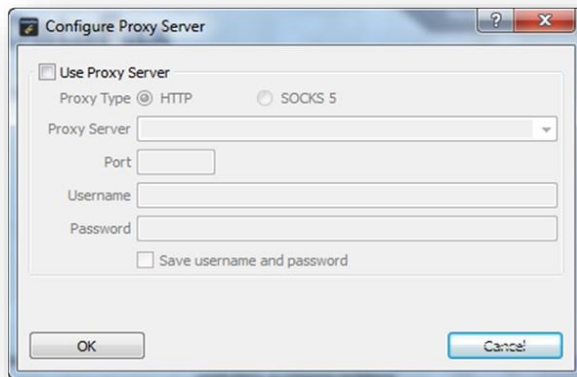 Configure Proxy Server
?
Use Proxy Server
Proxy Type HTTP SOCKS 5
Proxy Server
Port
Username
Password
Save username and password
OK Cancel